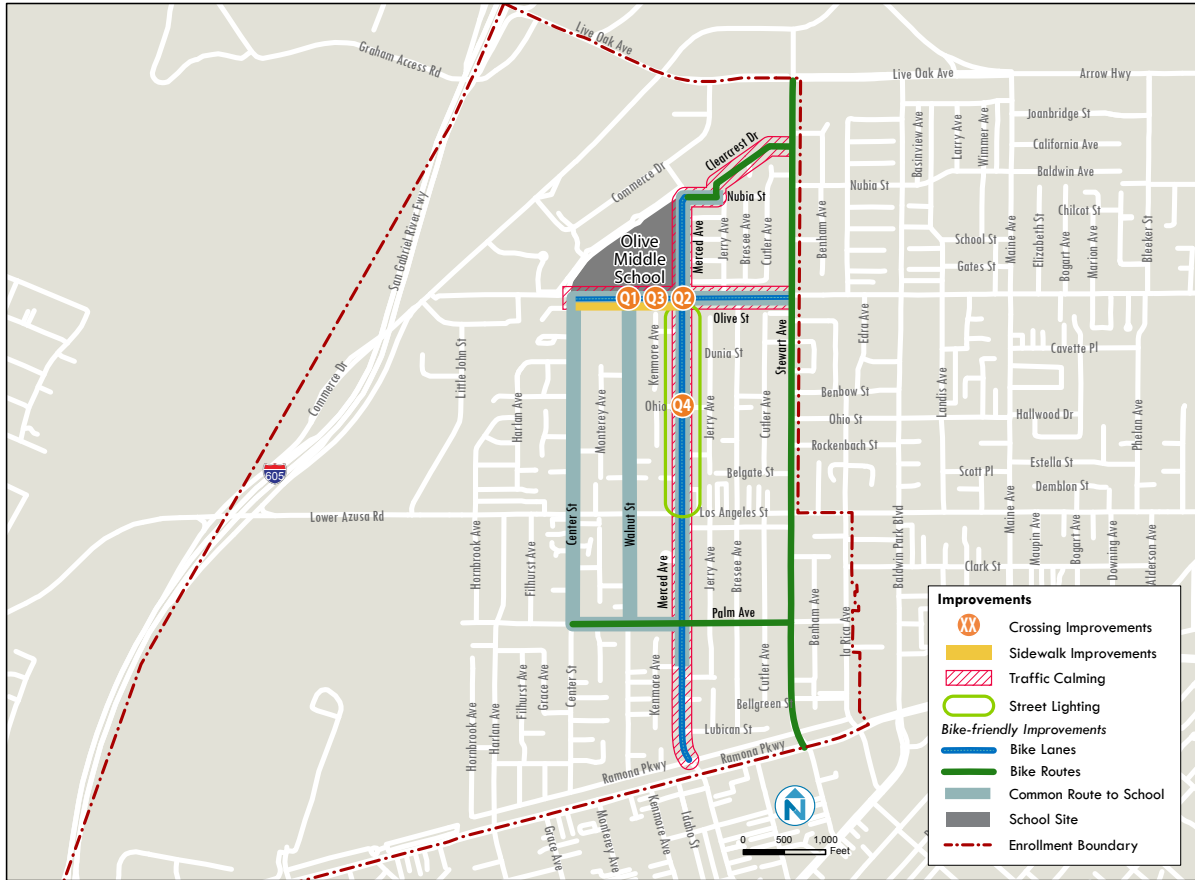 Live Oak Ave
Graham Access Rd
Live Oak Ave
Arrow Hwy
Joanbridge St
Basinview Ave
Larry Ave
Wimmer Ave
California Ave
Baldwin Ave
Clearcrest Dr
Commerce Dr
Nubia St
Nubia St
San Gabriel River Fwy
Merced Ave
Jerry Ave
Bresee Ave
Cutler Ave
Benham Ave
Maine Ave
Elizabeth St
Bogart Ave
Marian Ave
Bleeker St
Chilcot St
School St
Gates St
Olive
Middle
School
Q1
Q3
Q2
Olive St
Stewart Ave
Edra Ave
Little John St
Commerce Dr
Kenmore Ave
Dunia St
Cavette Pl
Landis Ave
Benbow St
Harlan Ave
Monterey Ave
Ohio
Q4
Jerry Ave
Cutler Ave
Ohio St
Hallwood Dr
Phelan Ave
Rockenbach St
605
Belgate St
Scott Pl
Estella St
Demblon St
Lower Azusa Rd
Center St
Walnut St
Los Angeles St
Baldwin Park Blvd
Maine Ave
Maupin Ave
Bogart Ave
Downing Ave
Alderson Ave
Hornbrook Ave
Filhurst Ave
Merced Ave
Jerry Ave
Bresee Ave
Clark St
Palm Ave
Benham Ave
la Rica Ave
Hornbrook Ave
Harlan Ave
Filhurst Ave
Grace Ave
Center St
Kenmore Ave
Cutler Ave
Bellgreen S
Lubican St
Ramona Pkwy
Ramona Pkwy
Grace Ave
Monterey Ave
Kenmore Ave
Idaho St
N
0 500 1,000
Feet
Improvements
XX Crossing Improvements
Sidewalk Improvements
Traffic Calming
Street Lighting
Bike-friendly Improvements
Bike Lanes
Bike Routes
Common Route to School
School Site
Enrollment Boundary